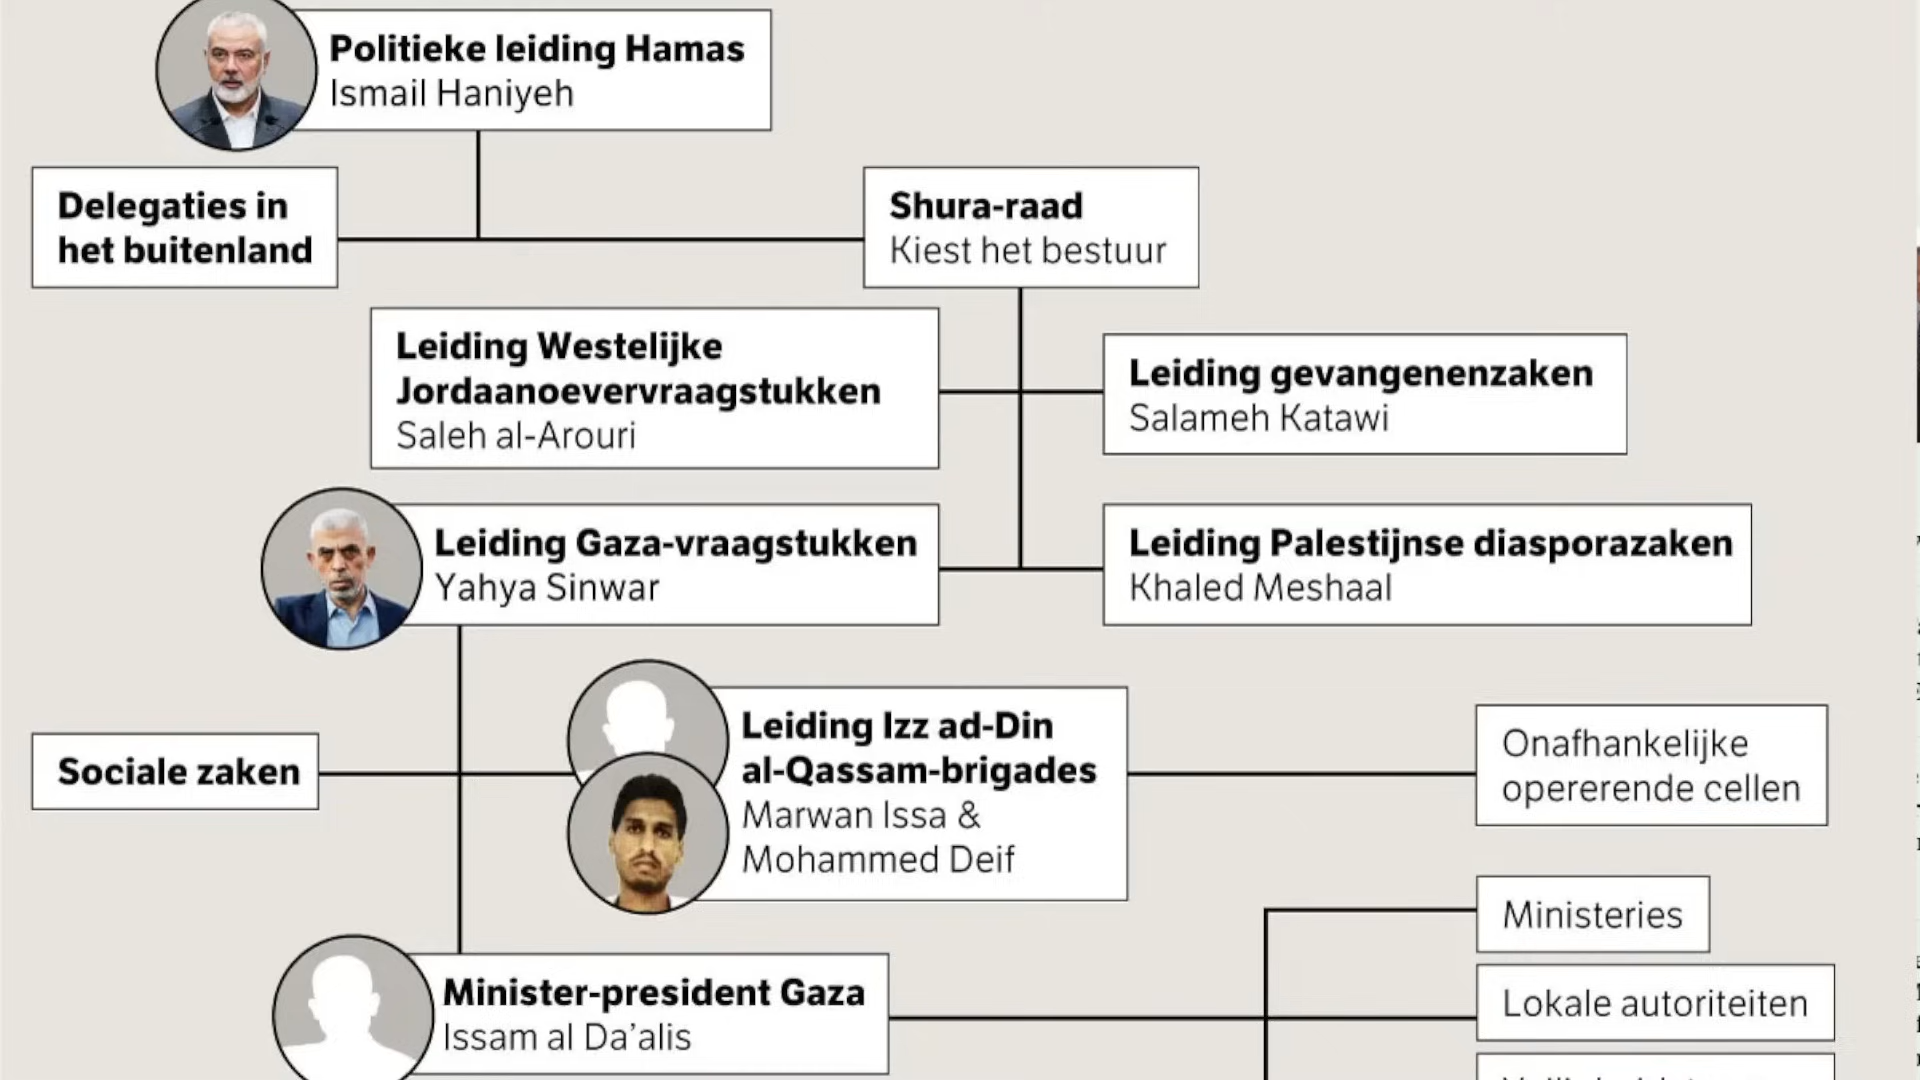 Politieke leiding Hamas
Ismail Haniyeh
Delegaties in
het buitenland
Shura-raad
Kiest het bestuur
Leiding Westelijke
Jordaanoevervraagstukken
Saleh al-Arouri
Leiding gevangenenzaken
Salameh Katawi
Leiding Gaza-vraagstukken
Yahya Sinwar
Leiding Palestijnse diasporazaken
Khaled Meshaal
Sociale zaken
Leiding Izz ad-Din
al-Qassam-brigades
Marwan Issa &
Mohammed Deif
Onafhankelijke
opererende cellen
Ministeries
Minister-president Gaza
Issam al Da’alis
Lokale autoriteiten